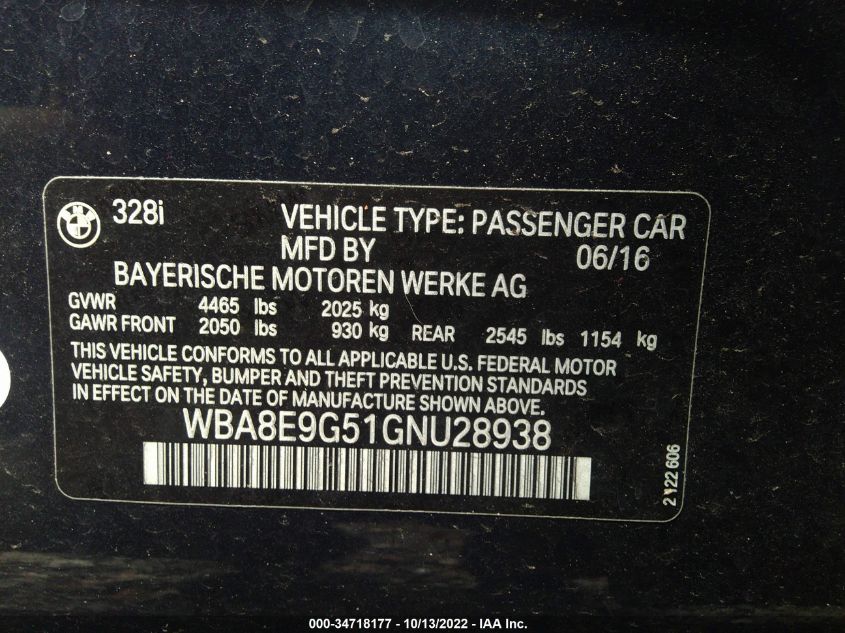 328i VEHICLE TYPE: PASSENGER CAR
MFD BY 06/16
BAYERISCHE MOTOREN WERKE AG
GVWR 4465 lbs 2025 kg
GAWR FRONT 2050 lbs 930 kg REAR 2545 lbs 1154 kg
THIS VEHICLE CONFORMS TO ALL APPLICABLE U.S. FEDERAL MOTOR
VEHICLE SAFETY, BUMPER AND THEFT PREVENTION STANDARDS
IN EFFECT ON THE DATE OF MANUFACTURE SHOWN ABOVE.
WBA8E9G51GNU28938
000-34718177 - 10/13/2022 - IAA Inc.